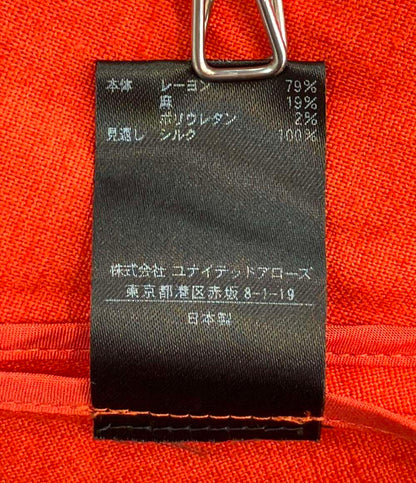 本体 レーヨン 79%
麻 19%
ポリウレタン 2%
見返し シルク 100%
株式会社 ユナイテッドアローズ
東京都港区赤坂 8-1-19
日本製